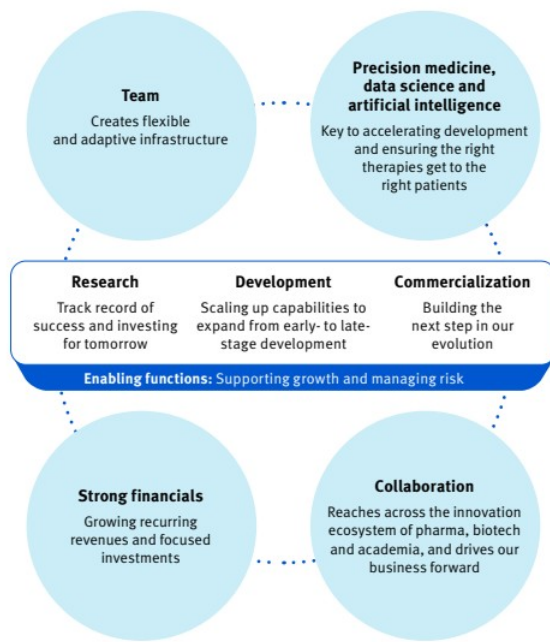 Team
Creates flexible
and adaptive infrastructure
Precision medicine,
data science and
artificial intelligence
Key to accelerating development
and ensuring the right
therapies get to the
right patients
Research
Track record of
success and investing
for tomorrow
Development
Scaling up capabilities to
expand from early- to late-
stage development
Commercialization
Building the
next step in our
evolution
Enabling functions: Supporting growth and managing risk
Strong financials
Growing recurring
revenues and focused
investments
Collaboration
Reaches across the innovation
ecosystem of pharma, biotech
and academia, and drives our
business forward